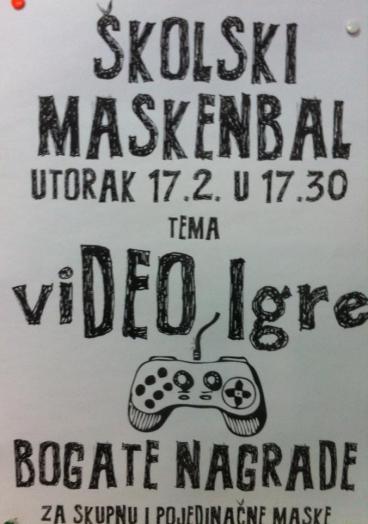 ŠKOLSKI
MASKENBAL
UTORAK 17.2. U 17.30
TEMA
viDEO Igre
BOGATE NAGRADE
ZA SKUPNU I POJEDINAČNE MASKE